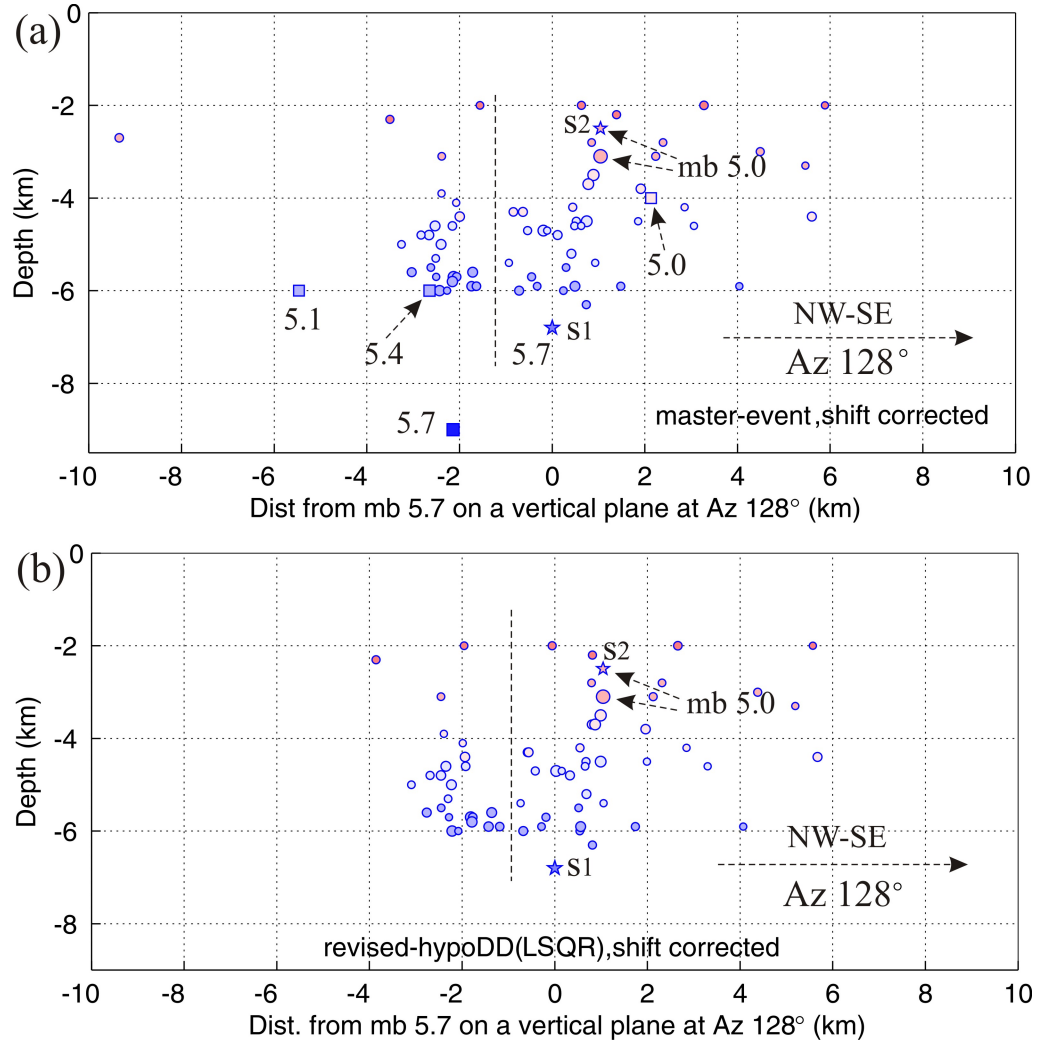 (a)
0
-2
-4
-6
-8
Depth (km)
S2
mb 5.0
5.0
5.1
5.4
5.7
S1
5.7
NW-SE
Az 128°
master-event,shift corrected
-10 -8 -6 -4 -2 0 2 4 6 8 10
Dist from mb 5.7 on a vertical plane at Az 128° (km)
(b)
0
-2
-4
-6
-8
Depth (km)
S2
mb 5.0
S1
NW-SE
Az 128°
revised-hypoDD(LSQR),shift corrected
-10 -8 -6 -4 -2 0 2 4 6 8 10
Dist. from mb 5.7 on a vertical plane at Az 128° (km)